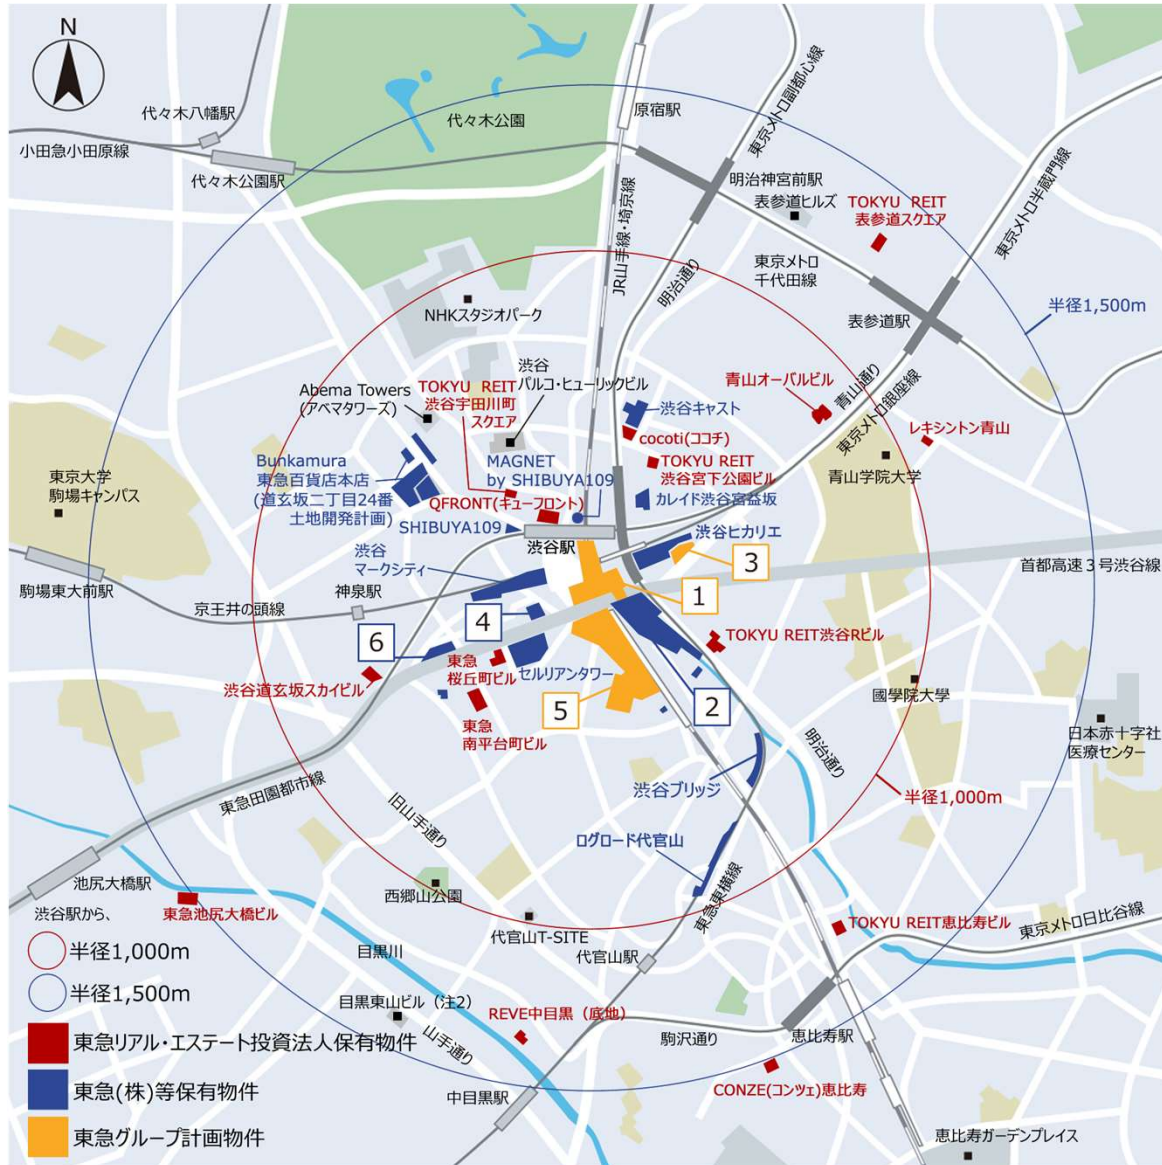 N
代々木八幡駅
小田急小田原線
代々木公園駅
代々木公園
原宿駅
東京メトロ副都心線
明治神宮前駅
表参道ヒルズ
TOKYU REIT
表参道スクエア
東京メトロ半蔵門線
JR山手線・埼京線
明治通り
東京メトロ
千代田線
表参道駅
半径1,500m
NHKスタジオパーク
渋谷
パルコ・ヒューリックビル
Abema Towers
(アベマタワーズ)
TOKYU REIT
渋谷宇田川町
スクエア
青山オーバルビル
青山通り
東京メトロ銀座線
渋谷キャスト
cocoti(ココチ)
レキシントン青山
青山学院大学
Bunkamura
東急百貨店本店
(道玄坂二丁目24番
土地開発計画)
MAGNET
by SHIBUYA109
TOKYU REIT
渋谷宮下公園ビル
カレイド渋谷宮益坂
東京大学
駒場キャンパス
QFRONT(キューフロント)
SHIBUYA109
渋谷駅
渋谷ヒカリエ
3
首都高速3号渋谷線
渋谷
マークシティ
駒場東大前駅
神泉駅
京王井の頭線
1
4
6
TOKYU REIT渋谷Rビル
東急
桜丘町ビル
セルリアンタワー
渋谷道玄坂スカイビル
5
2
國學院大學
東急
南平台町ビル
日本赤十字社
医療センター
明治通り
渋谷ブリッジ
半径1,000m
東急田園都市線
旧山手通り
ログロード代官山
東急東横線
池尻大橋駅
西郷山公園
渋谷駅から、
東急池尻大橋ビル
代官山T-SITE
TOKYU REIT恵比寿ビル
東京メトロ日比谷線
半径1,000m
目黒川
代官山駅
半径1,500m
目黒東山ビル（注2）
山手通り
REVE中目黒（底地）
駒沢通り
恵比寿駅
東急リアル・エステート投資法人保有物件
東急(株)等保有物件
中目黒駅
CONZE(コンツェ)恵比寿
東急グループ計画物件
恵比寿ガーデンプレイス